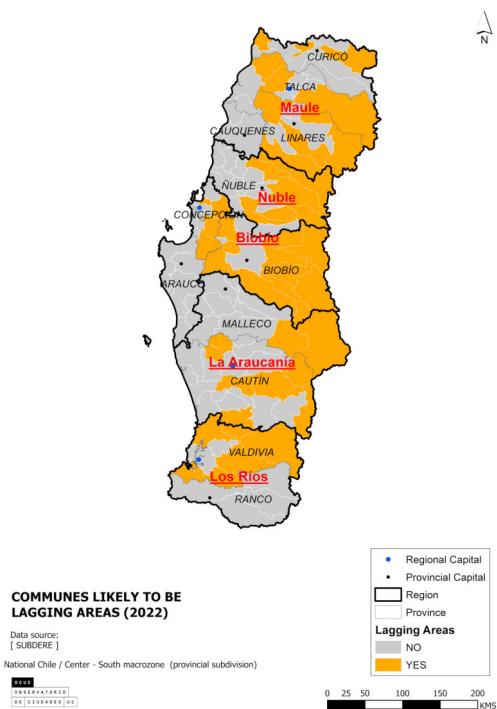 N
CURICÓ
TALCA
Maule
CAUQUENES
LINARES
ÑUBLE
Ñuble
CONCEPCIÓN
Biobío
BIOBÍO
ARAUCO
MALLECO
La Araucanía
CAUTÍN
VALDIVIA
Los Ríos
RANCO
COMMUNES LIKELY TO BE
LAGGING AREAS (2022)
Data source:
[ SUBDERE ]
National Chile / Center - South macrozone (provincial subdivision)
OCUC
OBSERVATORIO
DE CIUDADES UC
Regional Capital
Provincial Capital
Region
Province
Lagging Areas
NO
YES
0 25 50 100 150 200
KMS